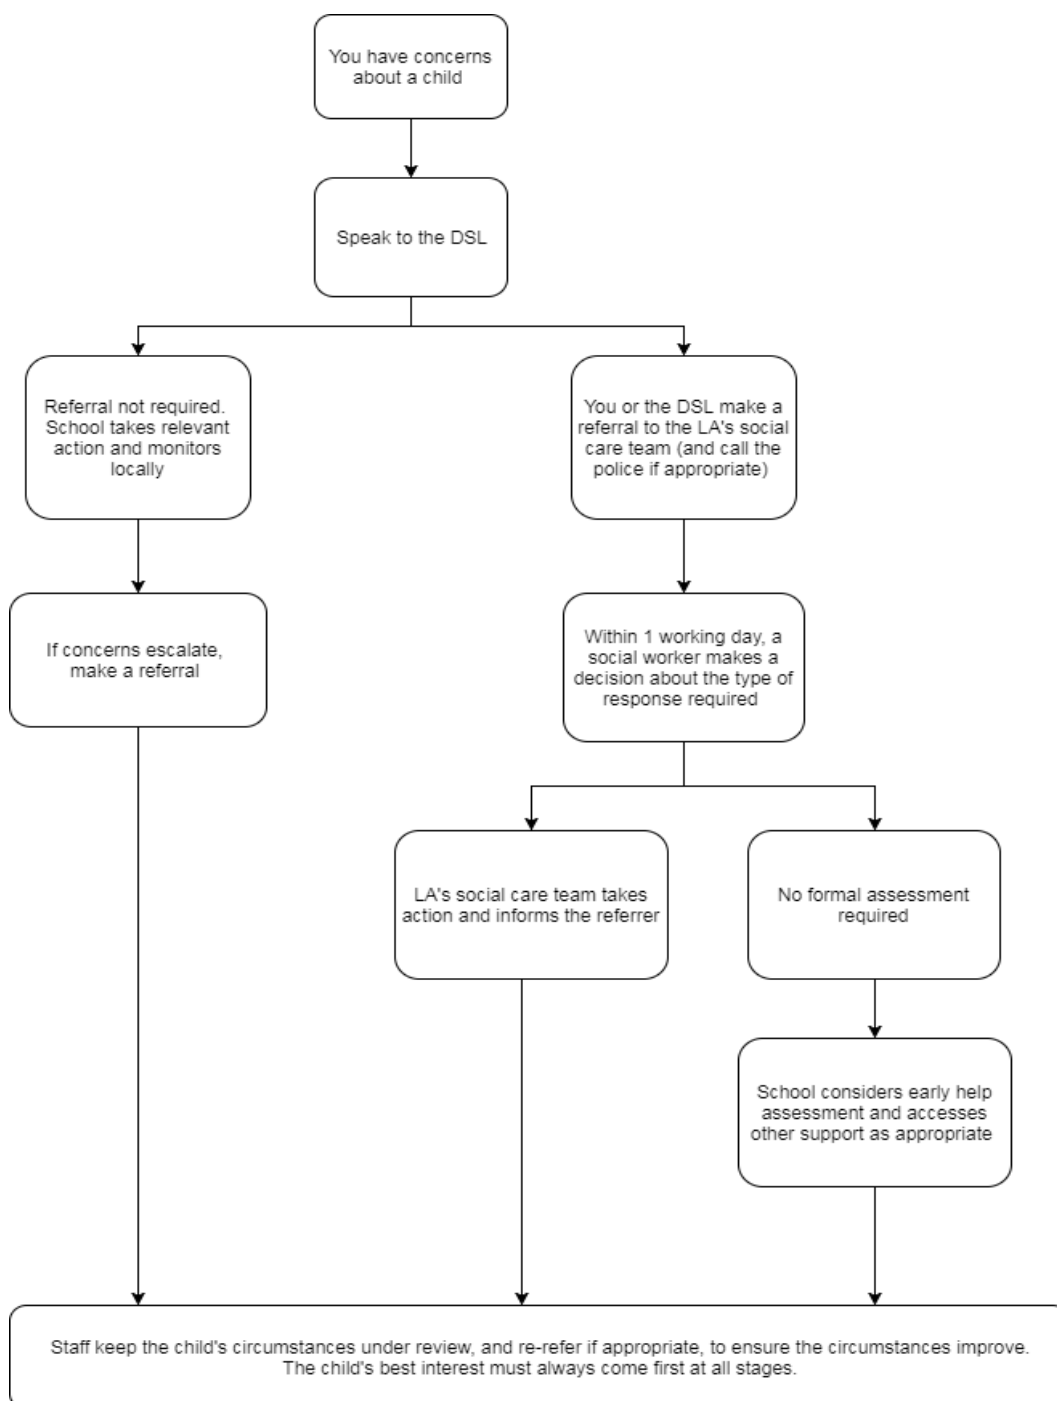 You have concerns
about a child
Speak to the DSL
Referral not required.
School takes relevant
action and monitors
locally
You or the DSL make a
referral to the LA's social
care team (and call the
police if appropriate)
If concerns escalate,
make a referral
Within 1 working day, a
social worker makes a
decision about the type of
response required
LA's social care team takes
action and informs the referrer
No formal assessment
required
School considers early help
assessment and accesses
other support as appropriate
Staff keep the child's circumstances under review, and re-refer if appropriate, to ensure the circumstances improve.
The child's best interest must always come first at all stages.